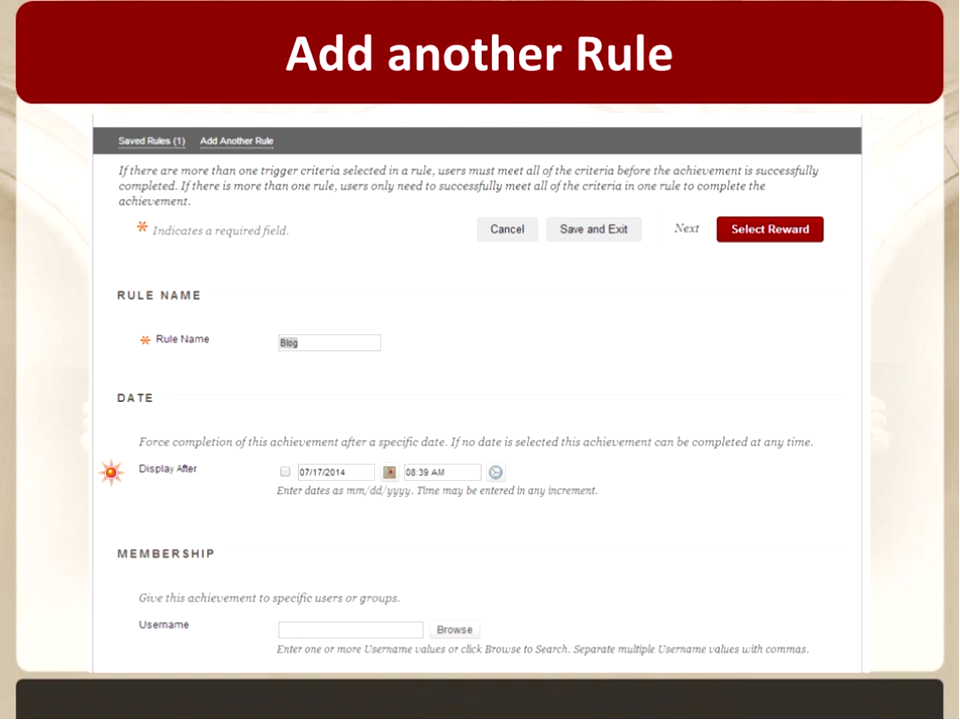 Add another Rule
Saved Rules (1) Add Another Rule
If there are more than one trigger criteria selected in a rule, users must meet all of the criteria before the achievement is successfully
completed. If there is more than one rule, users only need to successfully meet all of the criteria in one rule to complete the
achievement.
* Indicates a required field.
Cancel Save and Exit Next Select Reward
RULE NAME
* Rule Name Blog
DATE
Force completion of this achievement after a specific date. If no date is selected this achievement can be completed at any time.
Display After 07/17/2014 08:39 AM
Enter dates as mm/dd/yyyy. Time may be entered in any increment.
MEMBERSHIP
Give this achievement to specific users or groups.
Username Browse
Enter one or more Username values or click Browse to Search. Separate multiple Username values with commas.